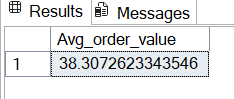 Results Messages
Avg_order_value
1 38.3072623343546